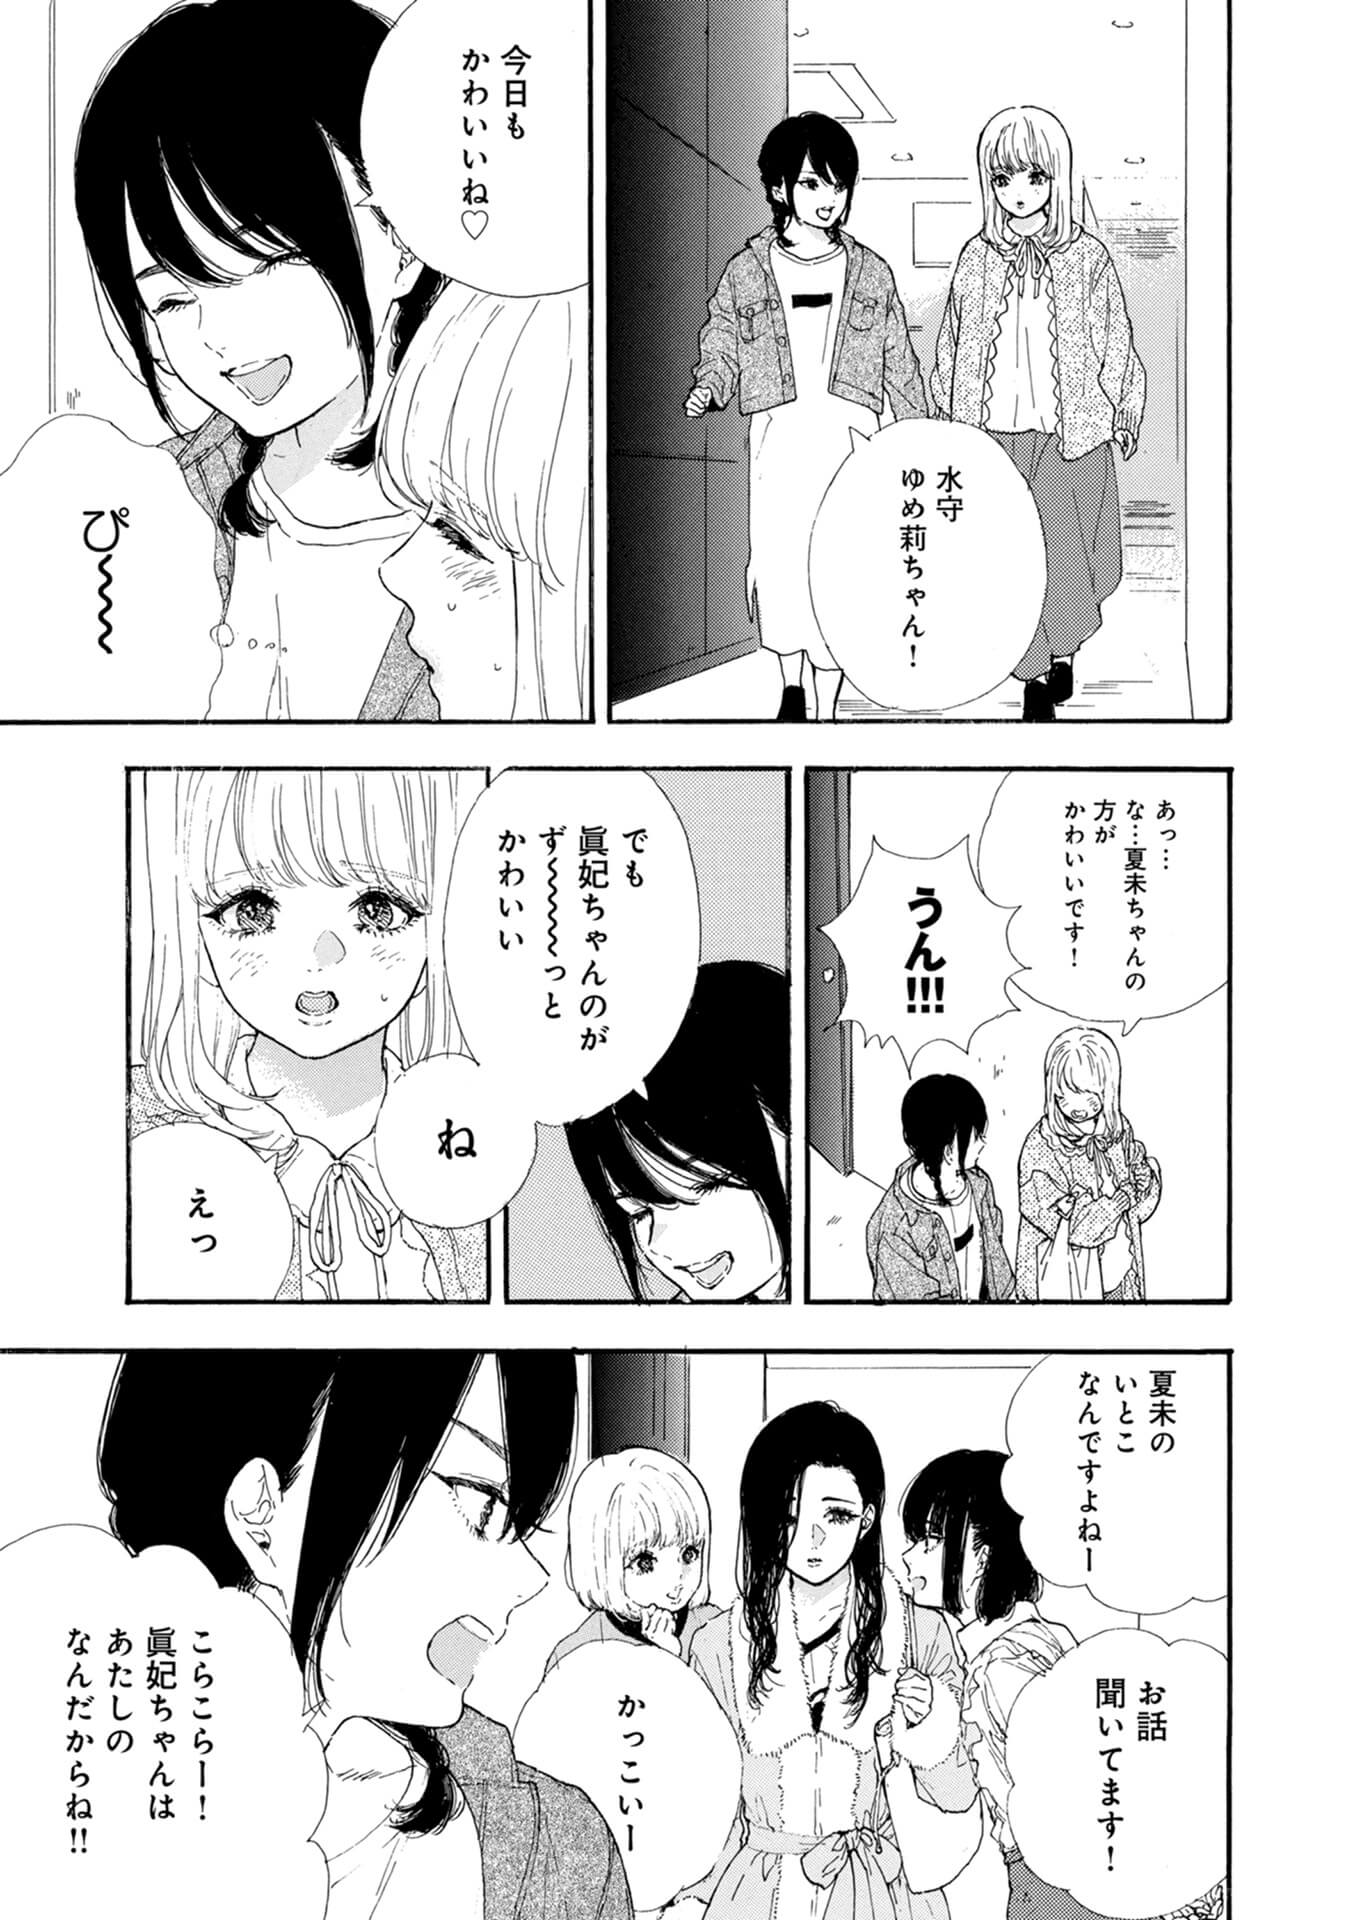 水守
ゆめ莉ちゃん！
今日も
かわいいね♡
ぴ〜〜〜
あっ…
な…夏未ちゃんの
方が
かわいいです！
うん!!!
でも
眞妃ちゃんのが
ず〜〜〜っと
かわいい
ね
えっ
夏未の
いとこ
なんですよねー
お話
聞いてます！
かっこいー
こらこらー！
眞妃ちゃんは
あたしの
なんだからね!!